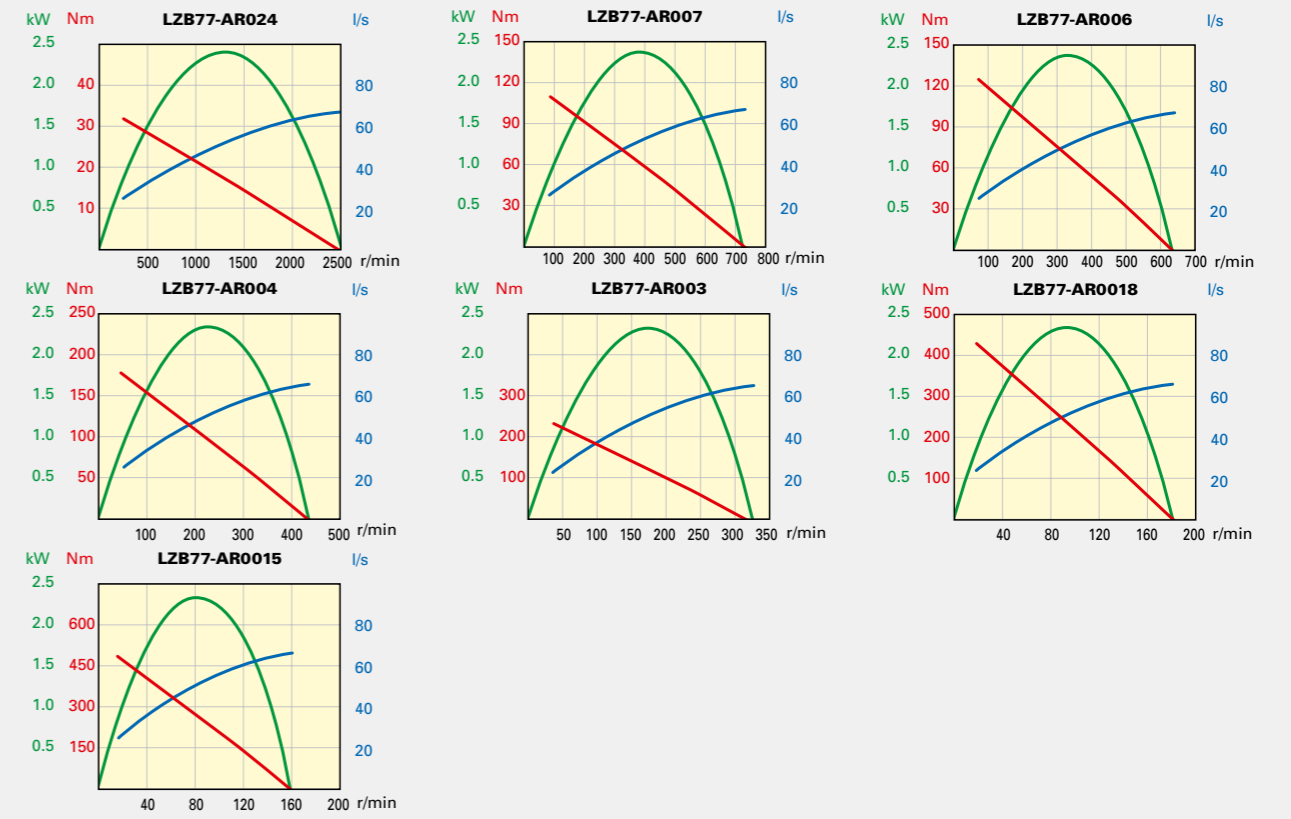 kW Nm LZB77-AR024 l/s
2.5
2.0 40 80
1.5 30 60
1.0 20 40
0.5 10 20
500 1000 1500 2000 2500 r/min
kW Nm LZB77-AR007 l/s
2.5 150
2.0 120 80
1.5 90 60
1.0 60 40
0.5 30 20
100 200 300 400 500 600 700 800 r/min
kW Nm LZB77-AR006 l/s
2.5 150
2.0 120 80
1.5 90 60
1.0 60 40
0.5 30 20
100 200 300 400 500 600 700 r/min
kW Nm LZB77-AR004 l/s
2.5 250
2.0 200 80
1.5 150 60
1.0 100 40
0.5 50 20
100 200 300 400 500 r/min
kW Nm LZB77-AR003 l/s
2.5
2.0 80
1.5 300 60
1.0 200 40
0.5 100 20
50 100 150 200 250 300 350 r/min
kW Nm LZB77-AR0018 l/s
2.5 500
2.0 400 80
1.5 300 60
1.0 200 40
0.5 100 20
40 80 120 160 200 r/min
kW Nm LZB77-AR0015 l/s
2.5
2.0 600 80
1.5 450 60
1.0 300 40
0.5 150 20
40 80 120 160 200 r/min